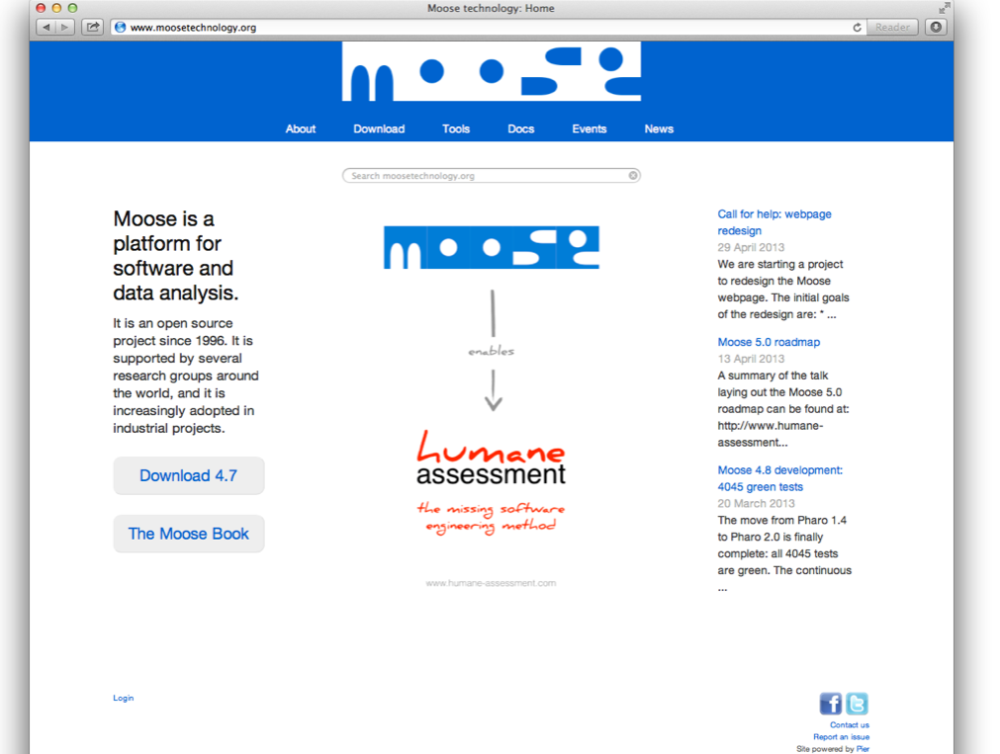 Moose technology: Home
www.moosetechnology.org
Reader
moose
About Download Tools Docs Events News
Search moosetechnology.org
Moose is a
platform for
software and
data analysis.
It is an open source
project since 1996. It is
supported by several
research groups around
the world, and it is
increasingly adopted in
industrial projects.
Download 4.7
The Moose Book
moose
enables
humane
assessment
the missing software
engineering method
www.humane-assessment.com
Call for help: webpage
redesign
29 April 2013
We are starting a project
to redesign the Moose
webpage. The initial goals
of the redesign are: * ...
Moose 5.0 roadmap
13 April 2013
A summary of the talk
laying out the Moose 5.0
roadmap can be found at:
http://www.humane-
assessment...
Moose 4.8 development:
4045 green tests
20 March 2013
The move from Pharo 1.4
to Pharo 2.0 is finally
complete: all 4045 tests
are green. The continuous
...
Login
f t
Contact us
Report an issue
Site powered by Pier